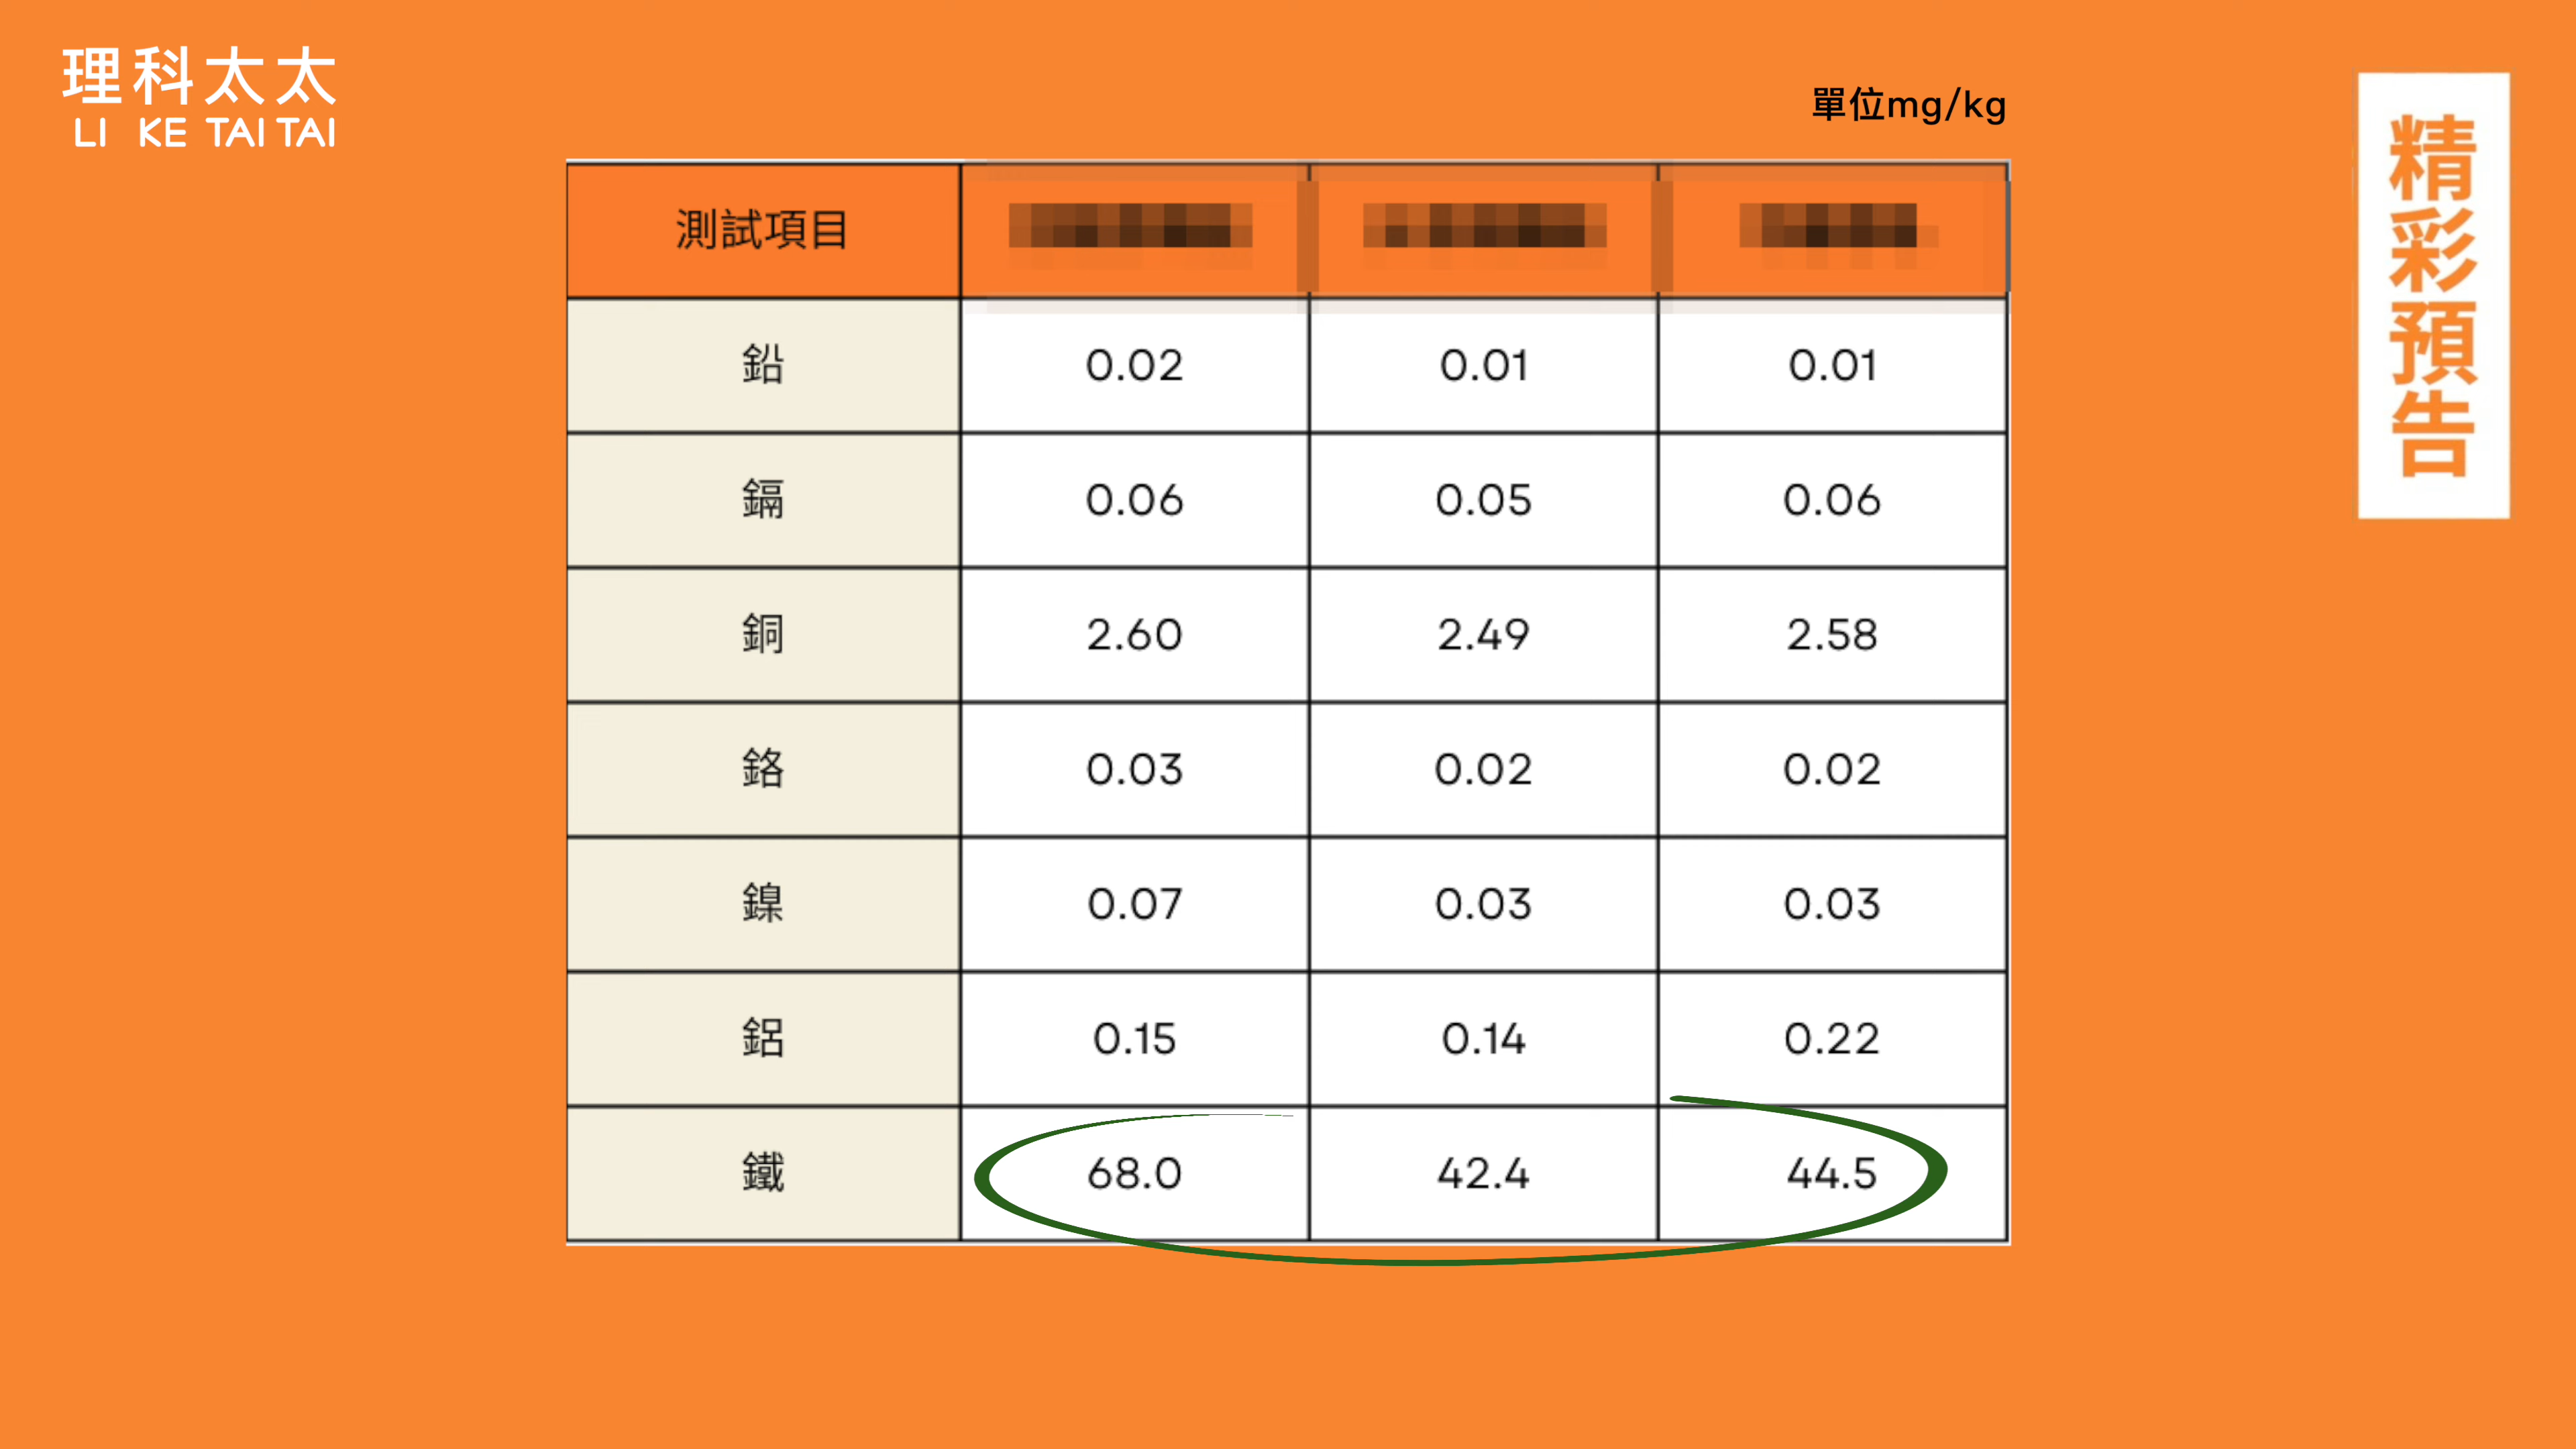 理科太太
LI KE TAI TAI
單位mg/kg
精彩預告
測試項目
鉛 0.02 0.01 0.01
鎘 0.06 0.05 0.06
銅 2.60 2.49 2.58
鉻 0.03 0.02 0.02
鎳 0.07 0.03 0.03
鋁 0.15 0.14 0.22
鐵 68.0 42.4 44.5